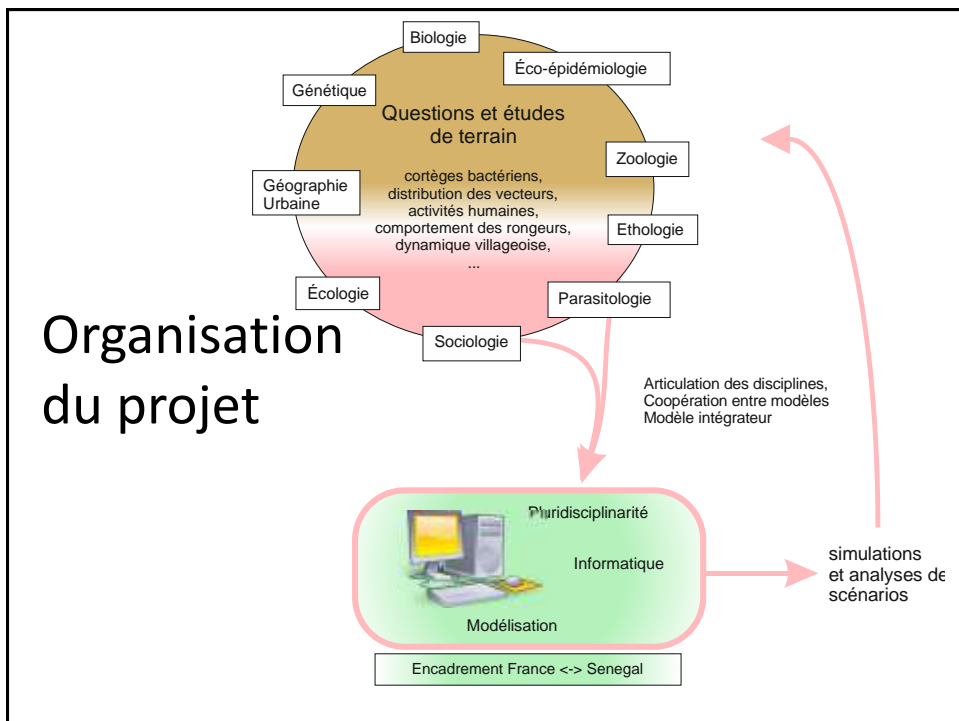 Biologie
Éco-épidémiologie
Génétique
Questions et études
de terrain
Zoologie
Géographie
Urbaine
cortèges bactériens,
distribution des vecteurs,
activités humaines,
comportement des rongeurs,
dynamique villageoise,
...
Ethologie
Écologie
Parasitologie
Sociologie
Organisation
du projet
Articulation des disciplines,
Coopération entre modèles
Modèle intégrateur
Pluridisciplinarité
Informatique
Modélisation
simulations
et analyses de
scénarios
Encadrement France <-> Senegal